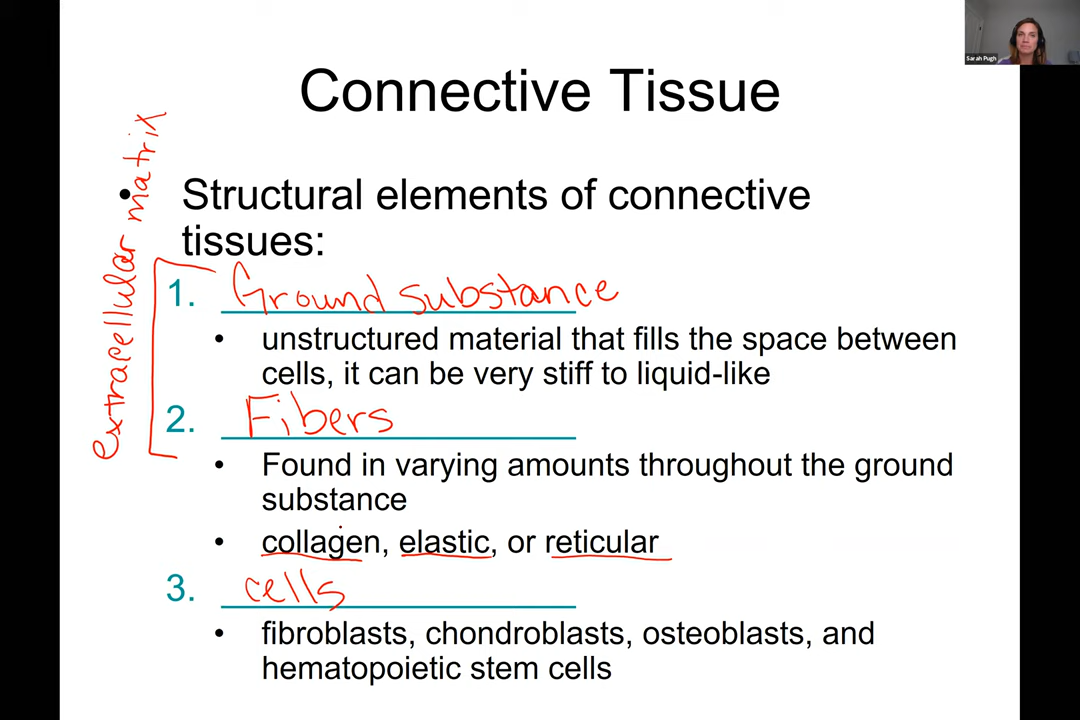 Sarah Pugh
Connective Tissue
extracellular matrix
• Structural elements of connective
tissues:
1. Ground substance
• unstructured material that fills the space between
cells, it can be very stiff to liquid-like
2. Fibers
• Found in varying amounts throughout the ground
substance
• collagen, elastic, or reticular
3. cells
• fibroblasts, chondroblasts, osteoblasts, and
hematopoietic stem cells